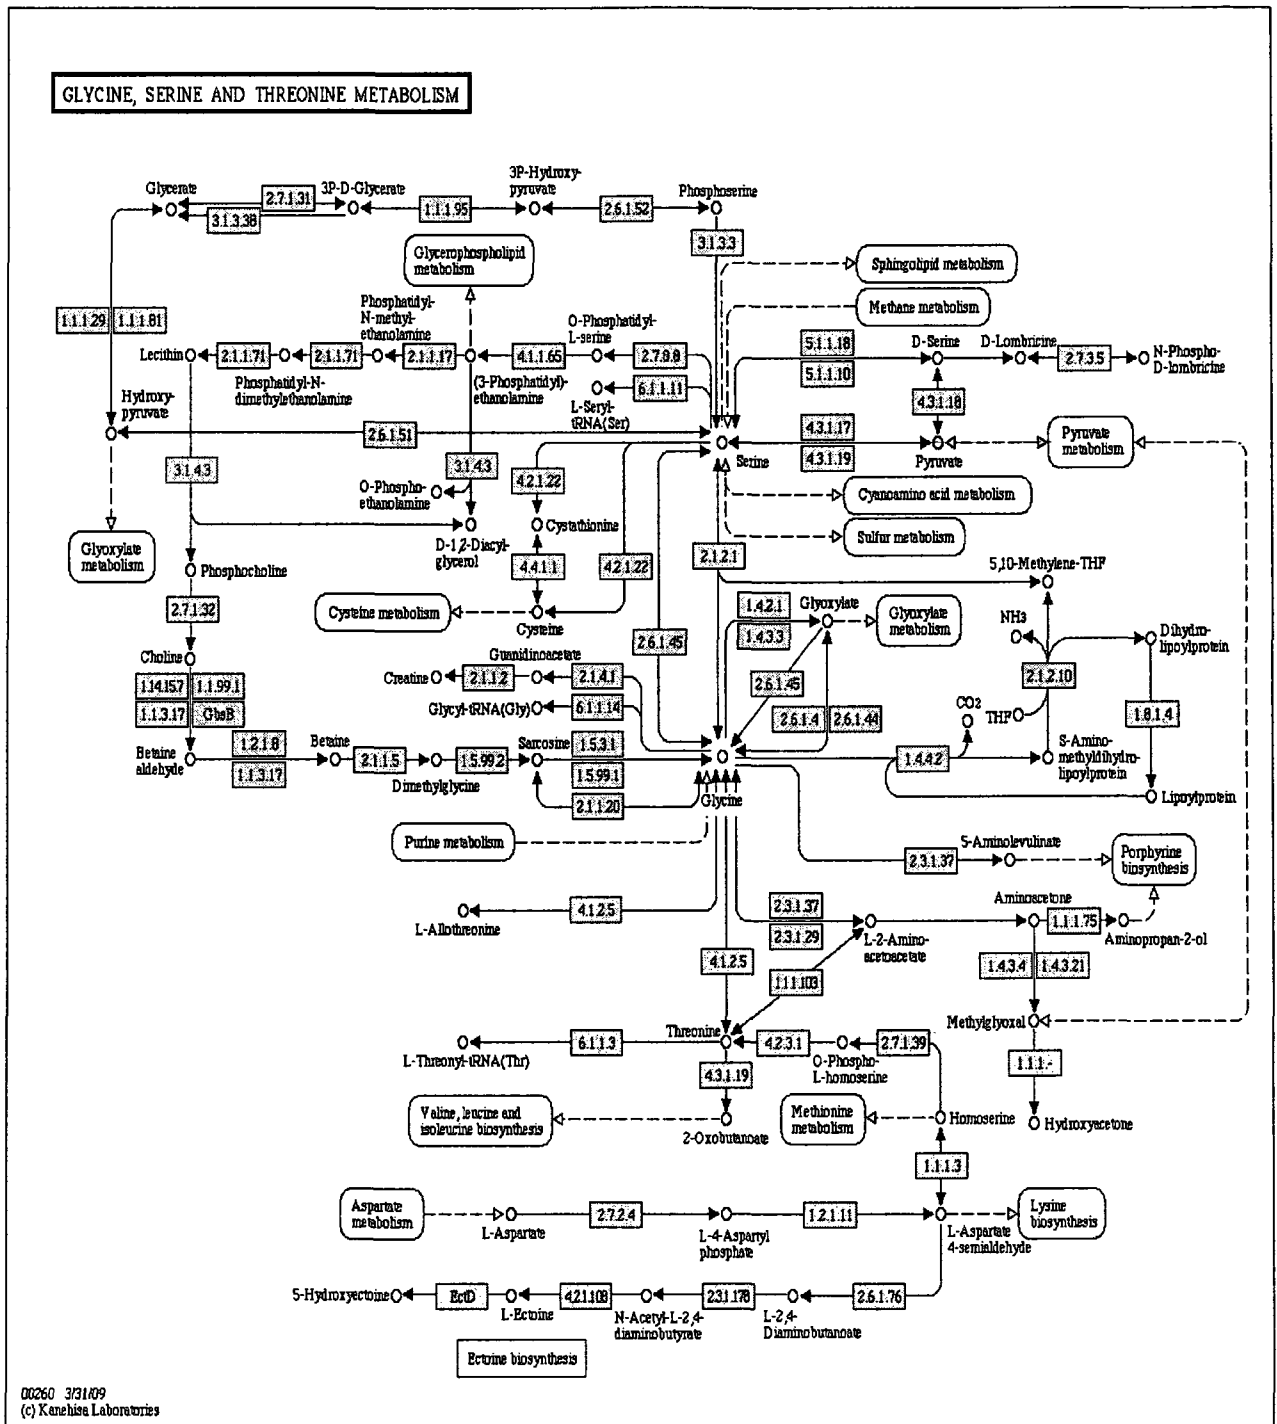 GLYCINE, SERINE AND THREONINE METABOLISM
Glycerate
2.7.1.31
3.1.3.38
3P-D-Glycerate
1.1.1.95
3P-Hydroxy-
pyruvate
2.6.1.52
Phosphoserine
3.1.3.3
Glycerophospholipid
metabolism
Sphingolipid metabolism
Methane metabolism
1.1.1.29
1.1.1.81
Phosphatidyl-
N-methyl-
ethanolamine
O-Phosphatidyl-
L-serine
Lecithin
2.1.1.71
2.1.1.71
2.1.1.17
4.1.1.65
2.7.8.8
Phosphatidyl-N-
dimethylethanolamine
(3-Phosphatidyl)-
ethanolamine
6.1.1.11
L-Seryl-
tRNA(Ser)
5.1.1.18
5.1.1.10
D-Serine
D-Lombricine
2.7.3.5
N-Phospho-
D-lombricine
4.3.1.18
Hydroxy-
pyruvate
2.6.1.51
Serine
4.3.1.17
4.3.1.19
Pyruvate
Pyruvate
metabolism
3.1.4.3
3.1.4.3
O-Phospho-
ethanolamine
4.2.1.22
Cyanoamino acid metabolism
D-1,2-Diacyl-
glycerol
Cystathionine
Sulfur metabolism
Glyoxylate
metabolism
Phosphocholine
4.4.1.1
4.2.1.22
2.1.2.1
5,10-Methylene-THF
2.7.1.32
Cysteine metabolism
Cysteine
1.4.2.1
1.4.3.3
Glyoxylate
Glyoxylate
metabolism
NH3
Dihydro-
lipoylprotein
Choline
2.6.1.45
Guanidinoacetate
Creatine
2.1.1.2
2.1.4.1
2.6.1.45
2.1.2.10
1.14.15.7
1.1.99.1
1.1.3.17
GbsB
Glycyl-tRNA(Gly)
6.1.1.14
2.6.1.4
2.6.1.44
CO2
THF
1.8.1.4
Betaine
aldehyde
1.2.1.8
1.1.3.17
Betaine
2.1.1.5
Dimethylglycine
1.5.99.2
Sarcosine
1.5.3.1
1.5.99.1
2.1.1.20
Glycine
1.4.4.2
S-Amino-
methyldihydro-
lipoylprotein
Lipoylprotein
Purine metabolism
5-Aminolevulinate
2.3.1.37
Porphyrine
biosynthesis
L-Allothreonine
4.1.2.5
2.3.1.37
2.3.1.29
L-2-Amino-
acetoacetate
Aminoacetone
1.1.1.75
Aminopropan-2-ol
4.1.2.5
1.1.1.103
1.4.3.4
1.4.3.21
Methylglyoxal
Threonine
L-Threonyl-tRNA(Thr)
6.1.1.3
4.2.3.1
O-Phospho-
L-homoserine
2.7.1.39
1.1.1.-
4.3.1.19
Valine, leucine and
isoleucine biosynthesis
2-Oxobutanoate
Methionine
metabolism
Homoserine
Hydroxyacetone
1.1.1.3
Aspartate
metabolism
L-Aspartate
2.7.2.4
L-4-Aspartyl
phosphate
1.2.1.11
L-Aspartate
4-semialdehyde
Lysine
biosynthesis
5-Hydroxyectoine
EctD
L-Ectoine
4.2.1.108
N-Acetyl-L-2,4-
diaminobutyrate
2.3.1.178
L-2,4-
Diaminobutanoate
2.6.1.76
Ectoine biosynthesis
00260 3/31/09
(c) Kanehisa Laboratories